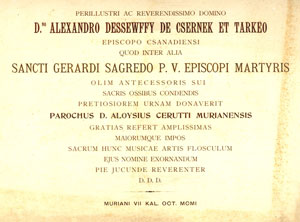 PERILLUSTRI AC REVERENDISSIMO DOMINO
D.NO ALEXANDRO DESSEWFFY DE CSERNEK ET TARKEO
EPISCOPO CSANADIENSI
QUOD INTER ALIA
SANCTI GERARDI SAGREDO P. V. EPISCOPI MARTYRIS
OLIM ANTECESSORIS SUI
SACRIS OSSIBUS CONDENDIS
PRETIOSIOREM URNAM DONAVERIT
PAROCHUS D. ALOYSIUS CERUTTI MURIANENSIS
GRATIAS REFERT AMPLISSIMAS
MAIORUMQUE IMPOS
SACRUM HUNC MUSICAE ARTIS FLOSCULUM
EJUS NOMINE EXORNANDUM
PIE JUCUNDE REVERENTER
D. D. D.
MURIANI VII KAL. OCT. MCMI